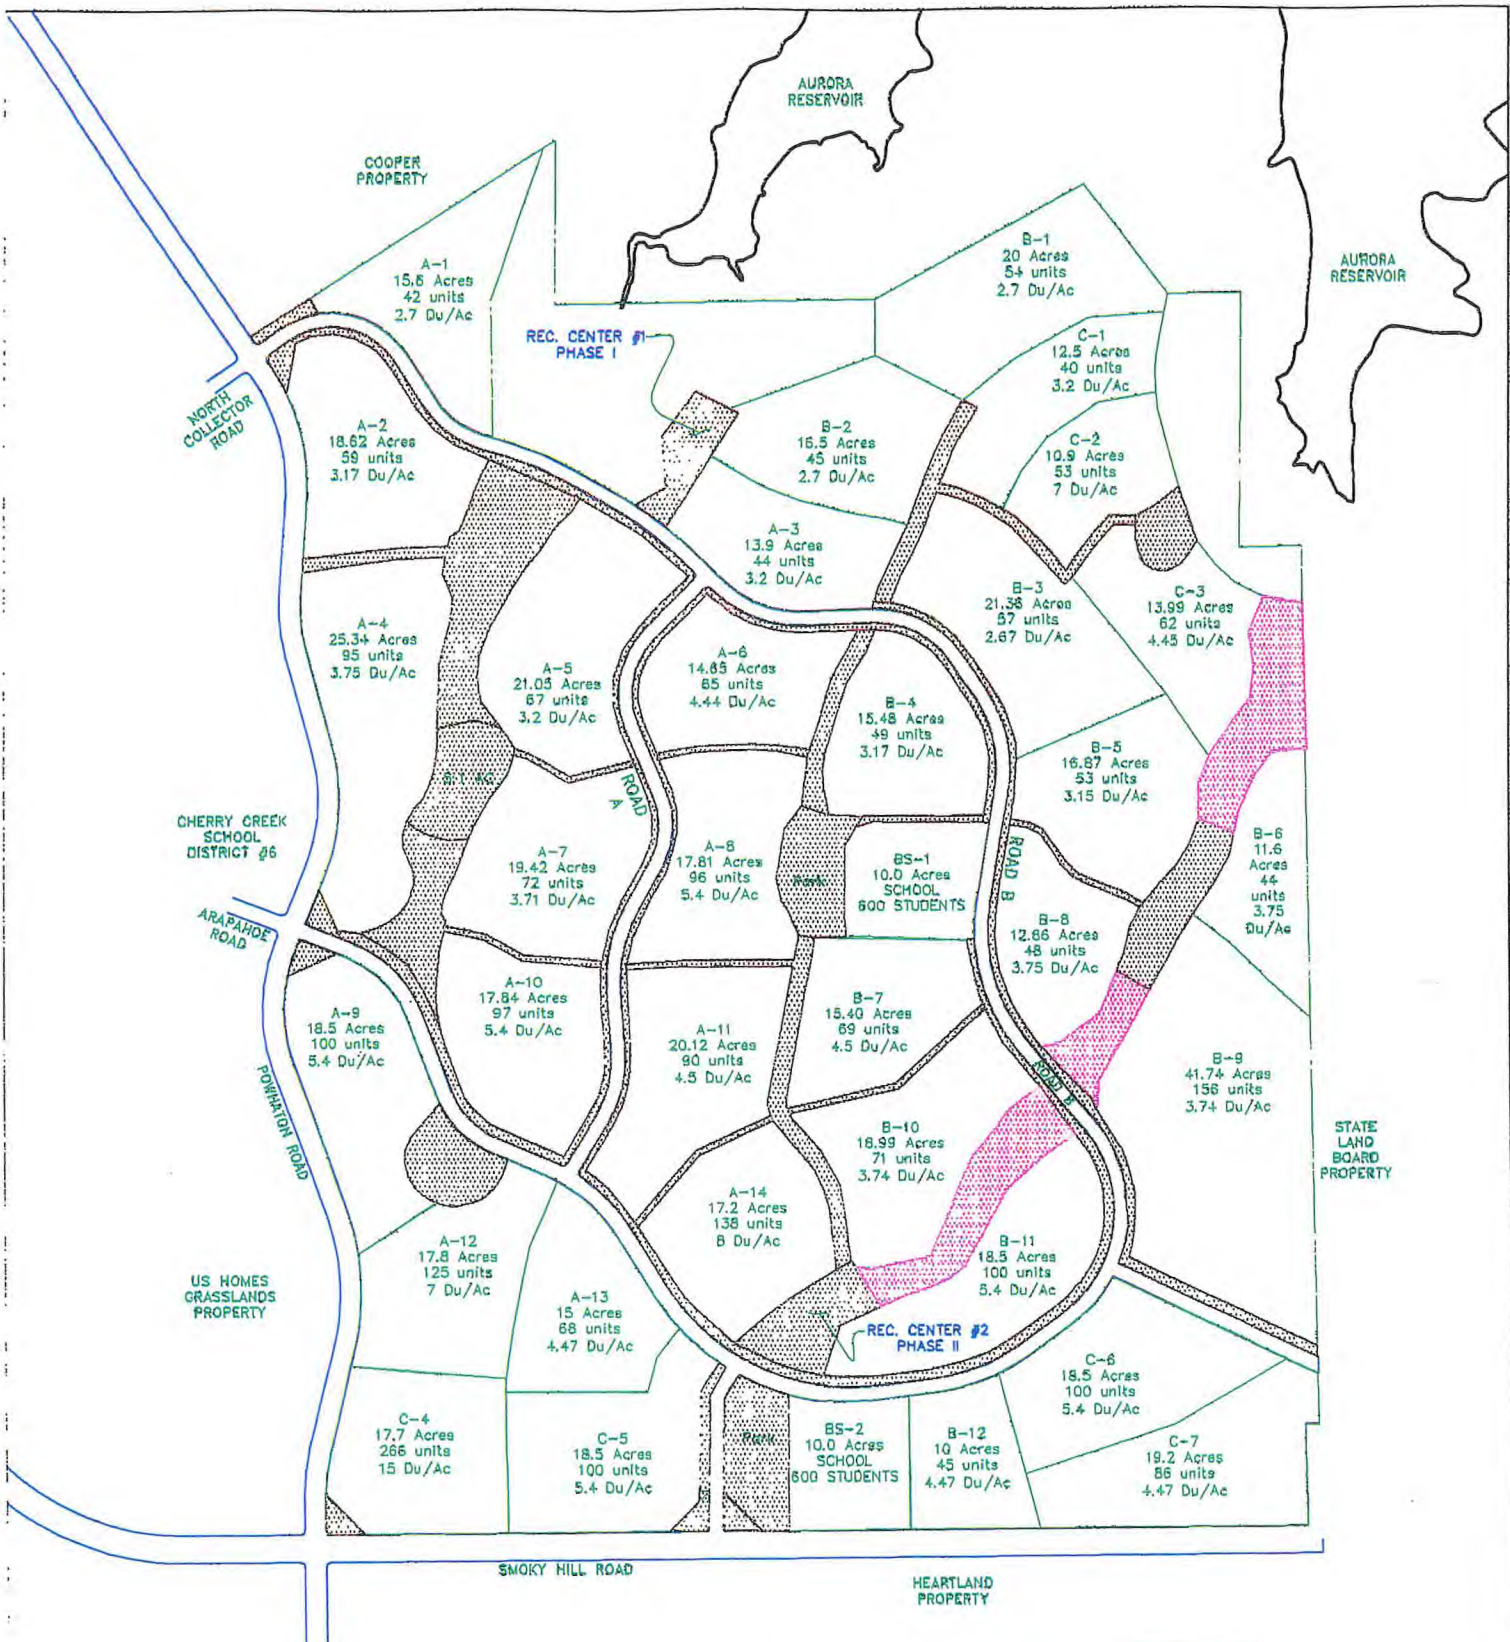 AURORA
RESERVOIR
COOPER
PROPERTY
AURORA
RESERVOIR
B-1
20 Acres
54 units
2.7 Du/Ac
A-1
15.6 Acres
42 units
2.7 Du/Ac
REC. CENTER #1
PHASE I
C-1
12.5 Acres
40 units
3.2 Du/Ac
NORTH
COLLECTOR
ROAD
A-2
18.62 Acres
59 units
3.17 Du/Ac
B-2
16.5 Acres
45 units
2.7 Du/Ac
C-2
10.9 Acres
53 units
7 Du/Ac
A-3
13.9 Acres
44 units
3.2 Du/Ac
B-3
21.36 Acres
57 units
2.67 Du/Ac
C-3
13.99 Acres
62 units
4.45 Du/Ac
A-4
25.34 Acres
95 units
3.75 Du/Ac
A-5
21.05 Acres
67 units
3.2 Du/Ac
A-6
14.65 Acres
65 units
4.44 Du/Ac
B-4
15.48 Acres
49 units
3.17 Du/Ac
B-5
16.87 Acres
53 units
3.15 Du/Ac
ROAD
A
CHERRY CREEK
SCHOOL
DISTRICT #6
A-7
19.42 Acres
72 units
3.71 Du/Ac
A-8
17.81 Acres
96 units
5.4 Du/Ac
Park
BS-1
10.0 Acres
SCHOOL
600 STUDENTS
ROAD B
B-6
11.6
Acres
44
units
3.75
Du/Ac
ARAPAHOE
ROAD
B-8
12.86 Acres
48 units
3.75 Du/Ac
A-9
18.5 Acres
100 units
5.4 Du/Ac
A-10
17.84 Acres
97 units
5.4 Du/Ac
A-11
20.12 Acres
90 units
4.5 Du/Ac
B-7
15.40 Acres
69 units
4.5 Du/Ac
ROAD B
B-9
41.74 Acres
156 units
3.74 Du/Ac
POWHATON ROAD
B-10
18.99 Acres
71 units
3.74 Du/Ac
STATE
LAND
BOARD
PROPERTY
A-14
17.2 Acres
138 units
8 Du/Ac
A-12
17.8 Acres
125 units
7 Du/Ac
B-11
18.5 Acres
100 units
5.4 Du/Ac
US HOMES
GRASSLANDS
PROPERTY
A-13
15 Acres
68 units
4.47 Du/Ac
REC. CENTER #2
PHASE II
C-6
18.5 Acres
100 units
5.4 Du/Ac
C-4
17.7 Acres
266 units
15 Du/Ac
C-5
18.5 Acres
100 units
5.4 Du/Ac
Park
BS-2
10.0 Acres
SCHOOL
600 STUDENTS
B-12
10 Acres
45 units
4.47 Du/Ac
C-7
19.2 Acres
86 units
4.47 Du/Ac
SMOKY HILL ROAD
HEARTLAND
PROPERTY